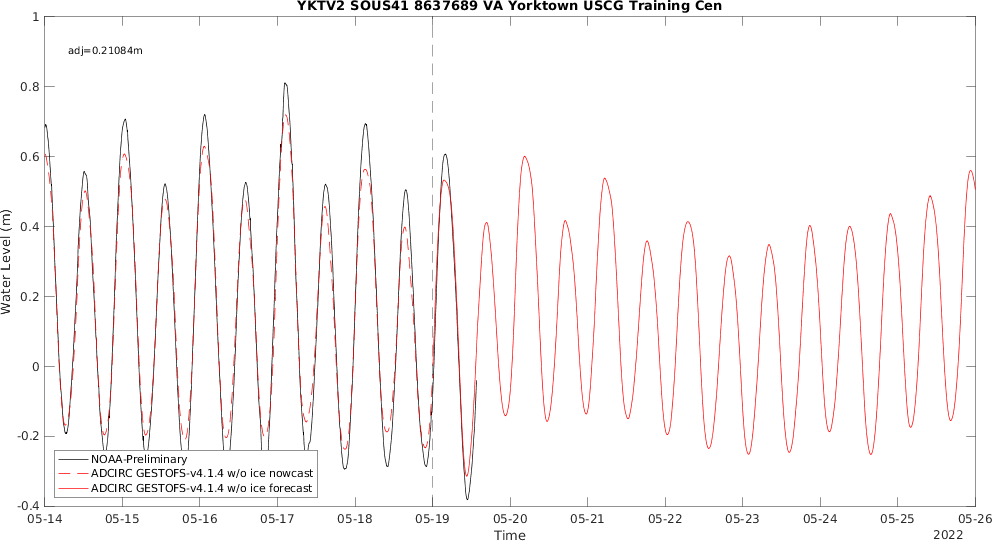 YKTV2 SOUS41 8637689 VA Yorktown USCG Training Cen
1
adj=0.21084m
0.8
0.6
0.4
0.2
0
-0.2
-0.4
Water Level (m)
NOAA-Preliminary
ADCIRC GESTOFS-v4.1.4 w/o ice nowcast
ADCIRC GESTOFS-v4.1.4 w/o ice forecast
05-14 05-15 05-16 05-17 05-18 05-19 05-20 05-21 05-22 05-23 05-24 05-25 05-26
Time
2022